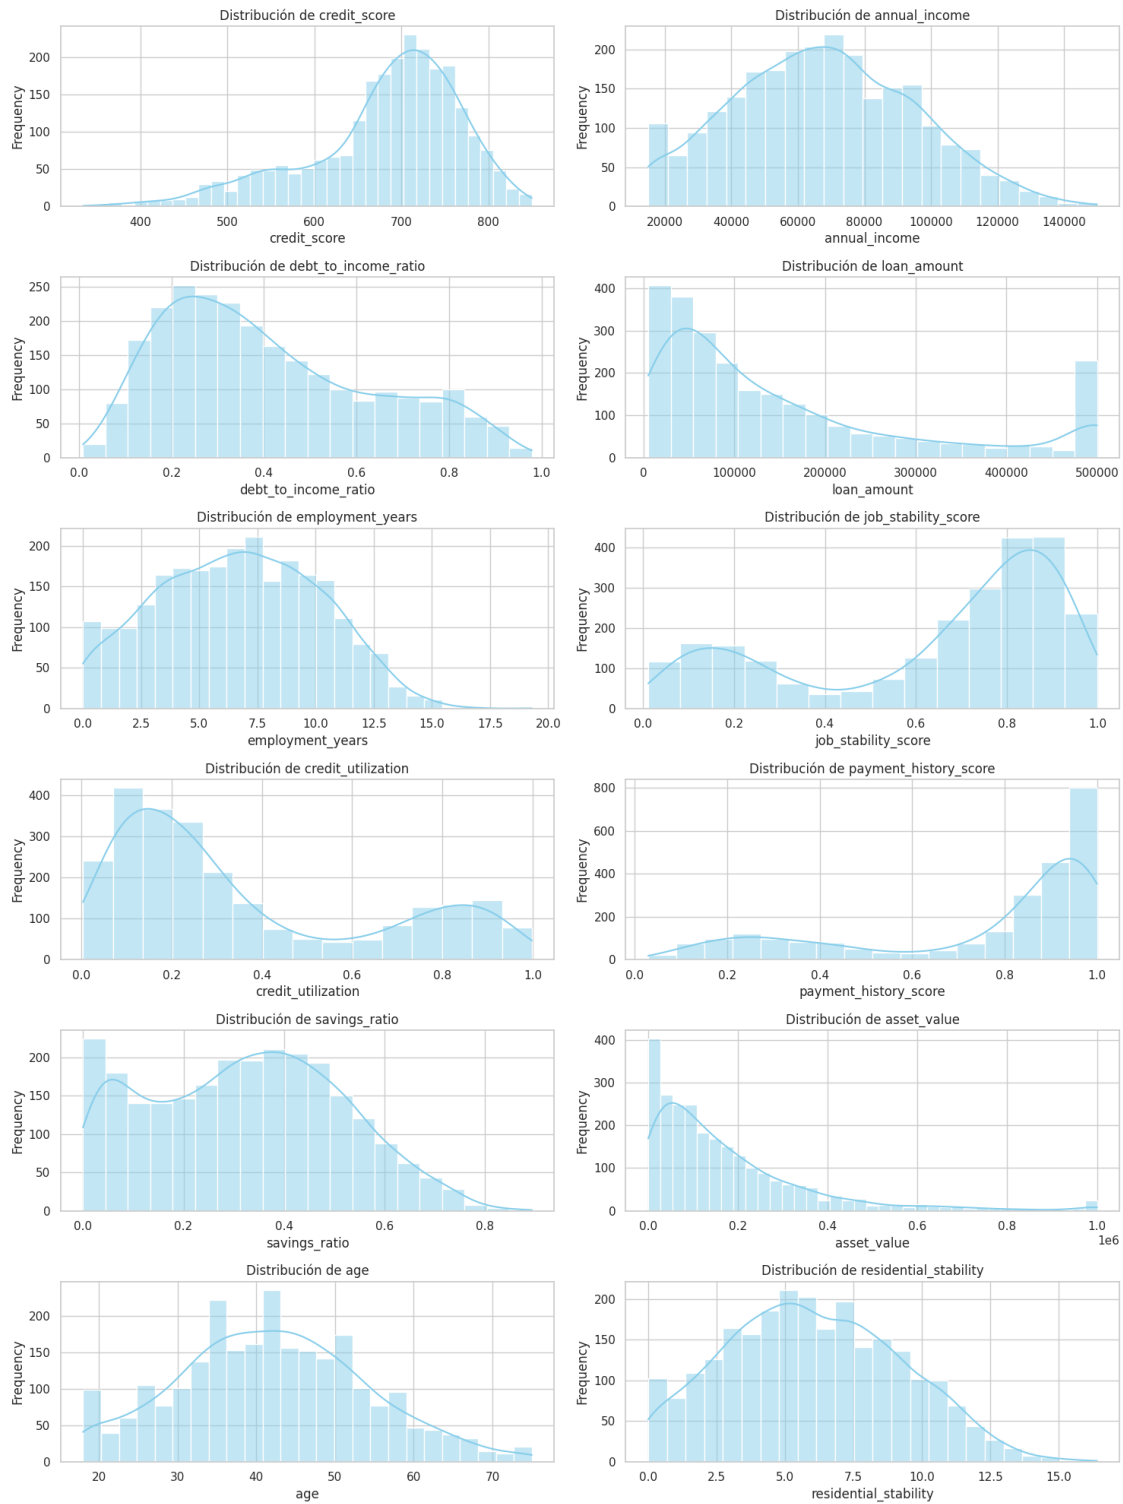 Distribución de credit_score
Frequency
200
150
100
50
0
400 500 600 700 800
credit_score
Distribución de annual_income
Frequency
200
150
100
50
0
20000 40000 60000 80000 100000 120000 140000
annual_income
Distribución de debt_to_income_ratio
Frequency
250
200
150
100
50
0
0.0 0.2 0.4 0.6 0.8 1.0
debt_to_income_ratio
Distribución de loan_amount
Frequency
400
300
200
100
0
0 100000 200000 300000 400000 500000
loan_amount
Distribución de employment_years
Frequency
200
150
100
50
0
0.0 2.5 5.0 7.5 10.0 12.5 15.0 17.5 20.0
employment_years
Distribución de job_stability_score
Frequency
400
300
200
100
0
0.0 0.2 0.4 0.6 0.8 1.0
job_stability_score
Distribución de credit_utilization
Frequency
400
300
200
100
0
0.0 0.2 0.4 0.6 0.8 1.0
credit_utilization
Distribución de payment_history_score
Frequency
800
600
400
200
0
0.0 0.2 0.4 0.6 0.8 1.0
payment_history_score
Distribución de savings_ratio
Frequency
200
150
100
50
0
0.0 0.2 0.4 0.6 0.8
savings_ratio
Distribución de asset_value
Frequency
400
300
200
100
0
0.0 0.2 0.4 0.6 0.8 1.0
1e6
asset_value
Distribución de age
Frequency
200
150
100
50
0
20 30 40 50 60 70
age
Distribución de residential_stability
Frequency
200
150
100
50
0
0.0 2.5 5.0 7.5 10.0 12.5 15.0
residential_stability